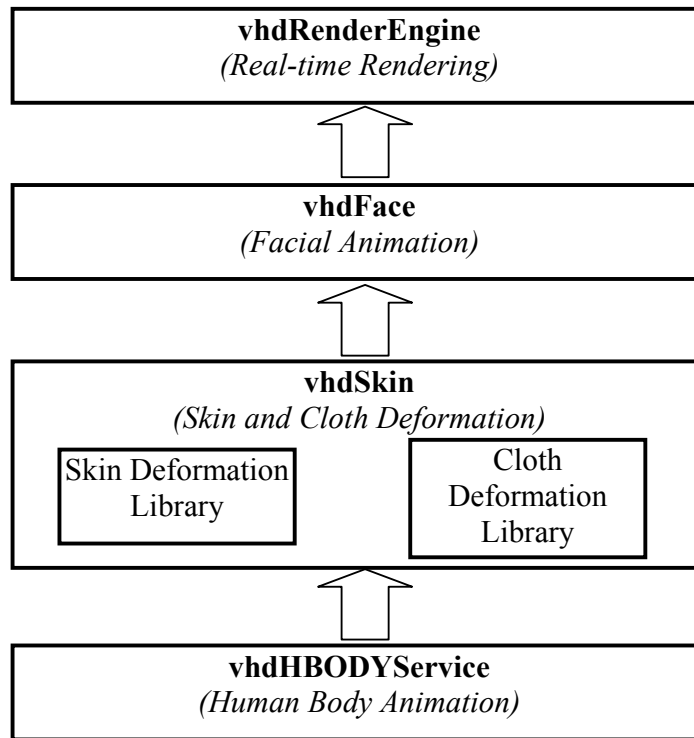 vhdRenderEngine
(Real-time Rendering)
vhdFace
(Facial Animation)
vhdSkin
(Skin and Cloth Deformation)
Skin Deformation
Library
Cloth
Deformation
Library
vhdHBODYService
(Human Body Animation)